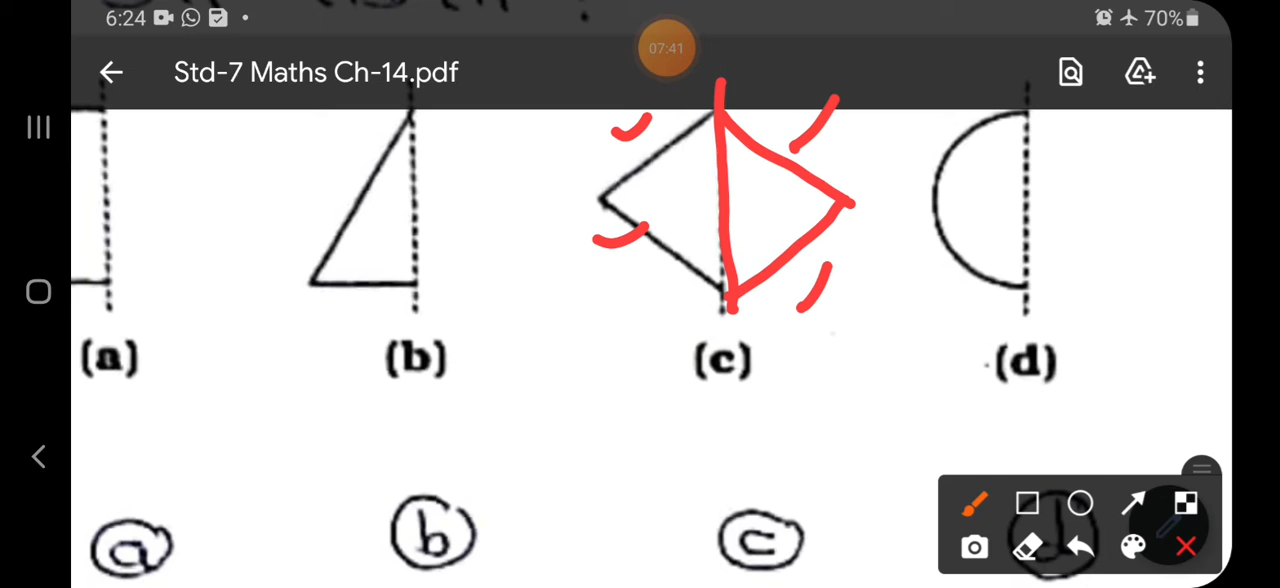 6:24
70%
07:41
Std-7 Maths Ch-14.pdf
(a) (b) (c) (d)
a b c d